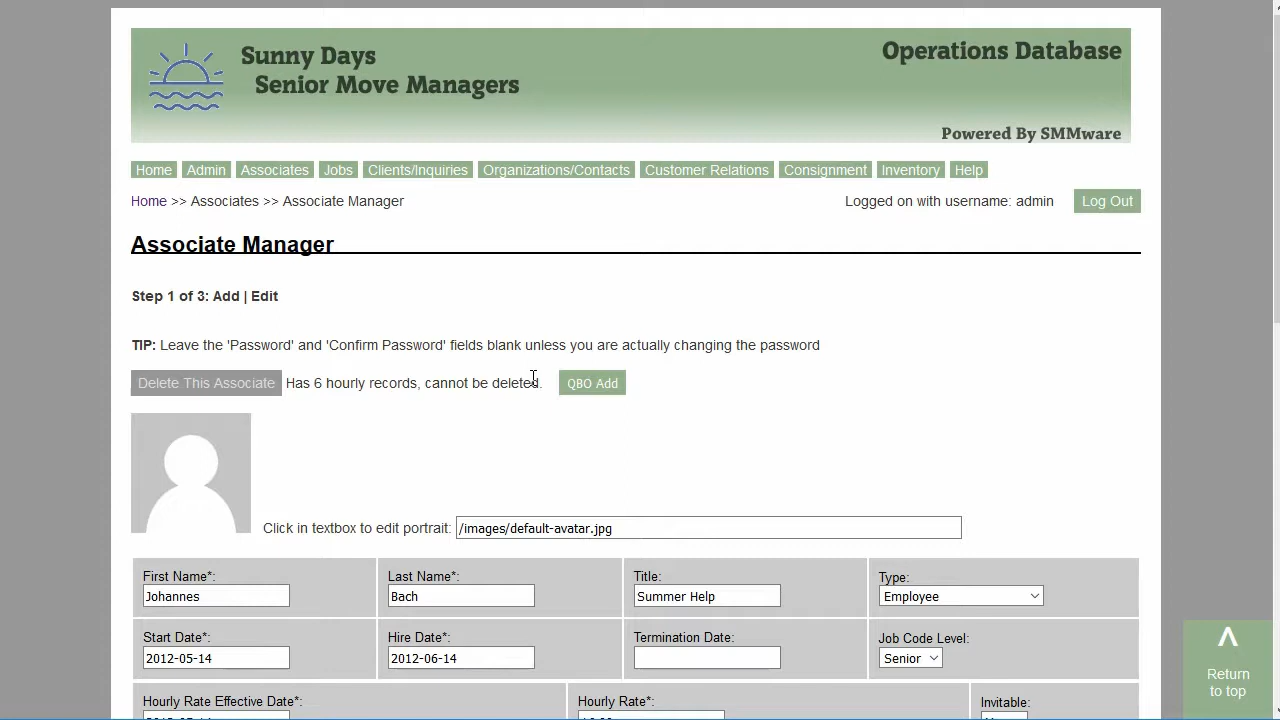 Sunny Days
Senior Move Managers
Operations Database
Powered By SMMware
Home Admin Associates Jobs Clients/Inquiries Organizations/Contacts Customer Relations Consignment Inventory Help
Home >> Associates >> Associate Manager Logged on with username: admin Log Out
Associate Manager
Step 1 of 3: Add | Edit
TIP: Leave the 'Password' and 'Confirm Password' fields blank unless you are actually changing the password
Delete This Associate Has 6 hourly records, cannot be deleted. QBO Add
Click in textbox to edit portrait: /images/default-avatar.jpg
First Name*: Last Name*: Title: Type:
Johannes Bach Summer Help Employee
Start Date*: Hire Date*: Termination Date: Job Code Level:
2012-05-14 2012-06-14 Senior
Hourly Rate Effective Date*: Hourly Rate*: Invitable:
^
Return
to top